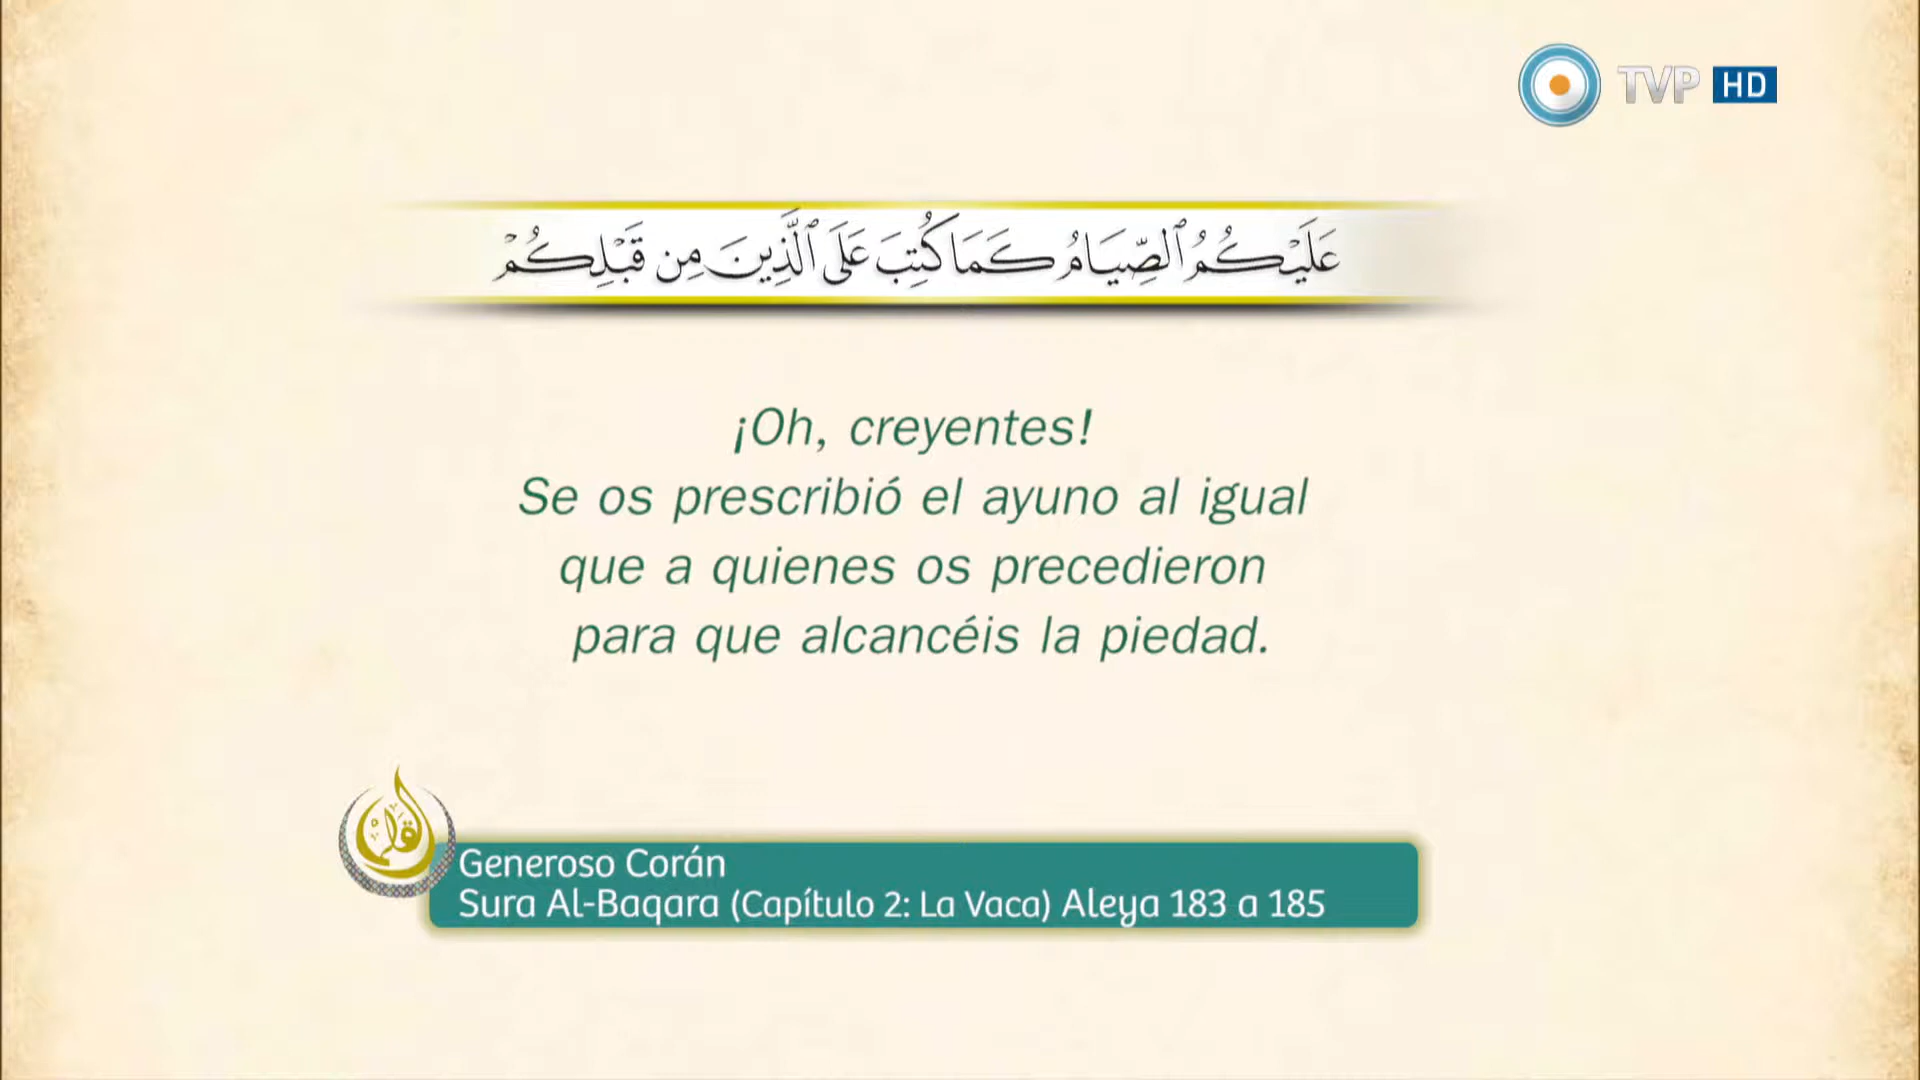 TVP HD
عَلَيْكُمُ ٱلصِّيَامُ كَمَا كُتِبَ عَلَى ٱلَّذِينَ مِن قَبْلِكُمْ
¡Oh, creyentes!
Se os prescribió el ayuno al igual
que a quienes os precedieron
para que alcancéis la piedad.
Generoso Corán
Sura Al-Baqara (Capítulo 2: La Vaca) Aleya 183 a 185